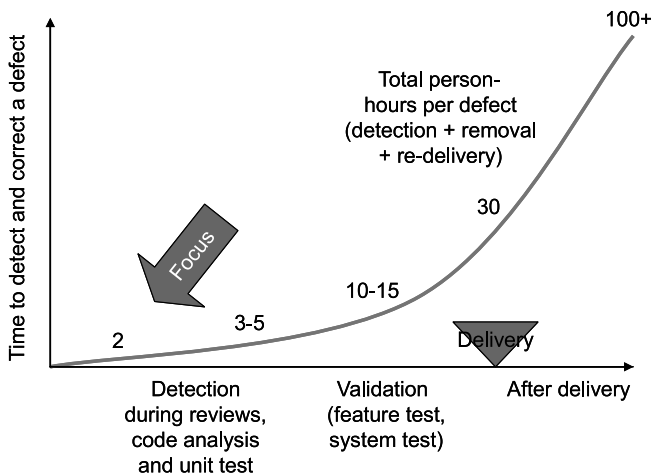 100+
Total person-
hours per defect
(detection + removal
+ re-delivery)
Time to detect and correct a defect
30
Focus
10-15
3-5
2
Delivery
Detection
during reviews,
code analysis
and unit test
Validation
(feature test,
system test)
After delivery